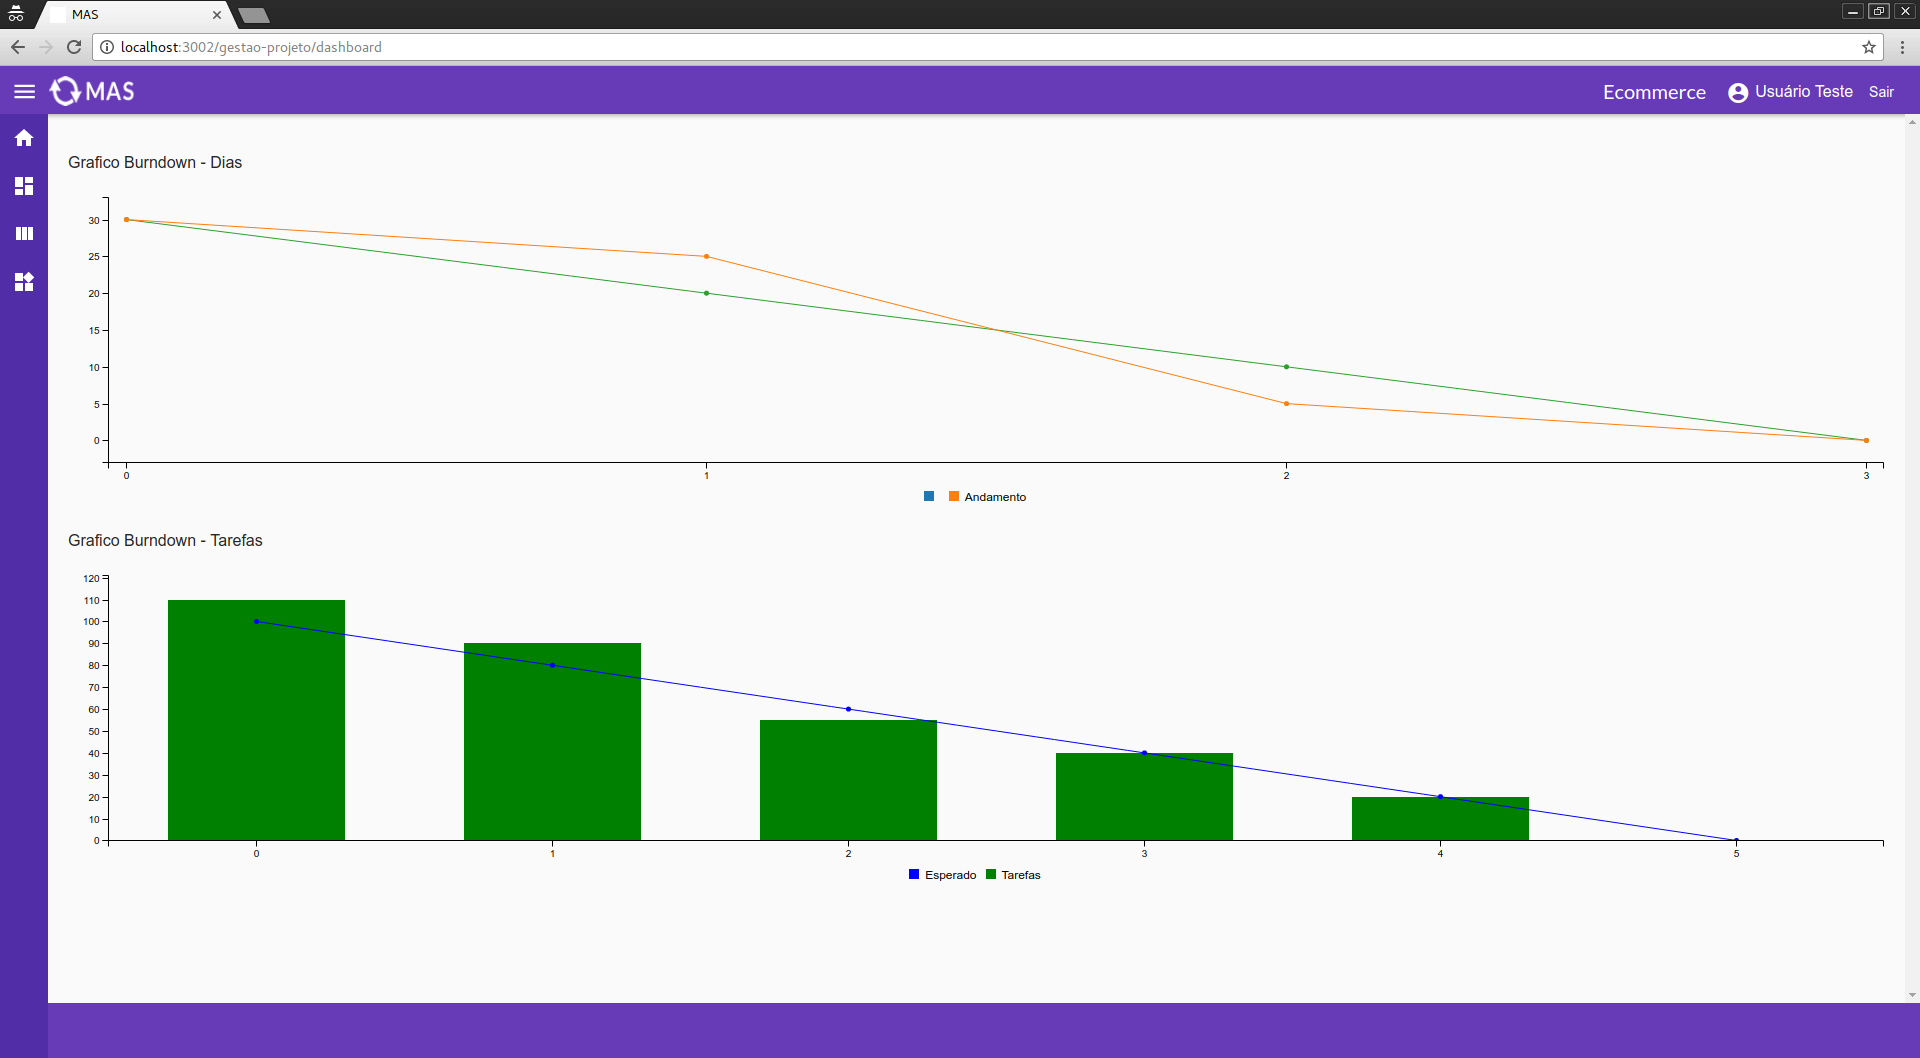 MAS
localhost:3002/gestao-projeto/dashboard
MAS
Ecommerce Usuário Teste Sair
Grafico Burndown - Dias
30
25
20
15
10
5
0
0 1 2 3
Andamento
Grafico Burndown - Tarefas
120
110
100
90
80
70
60
50
40
30
20
10
0
0 1 2 3 4 5
Esperado Tarefas